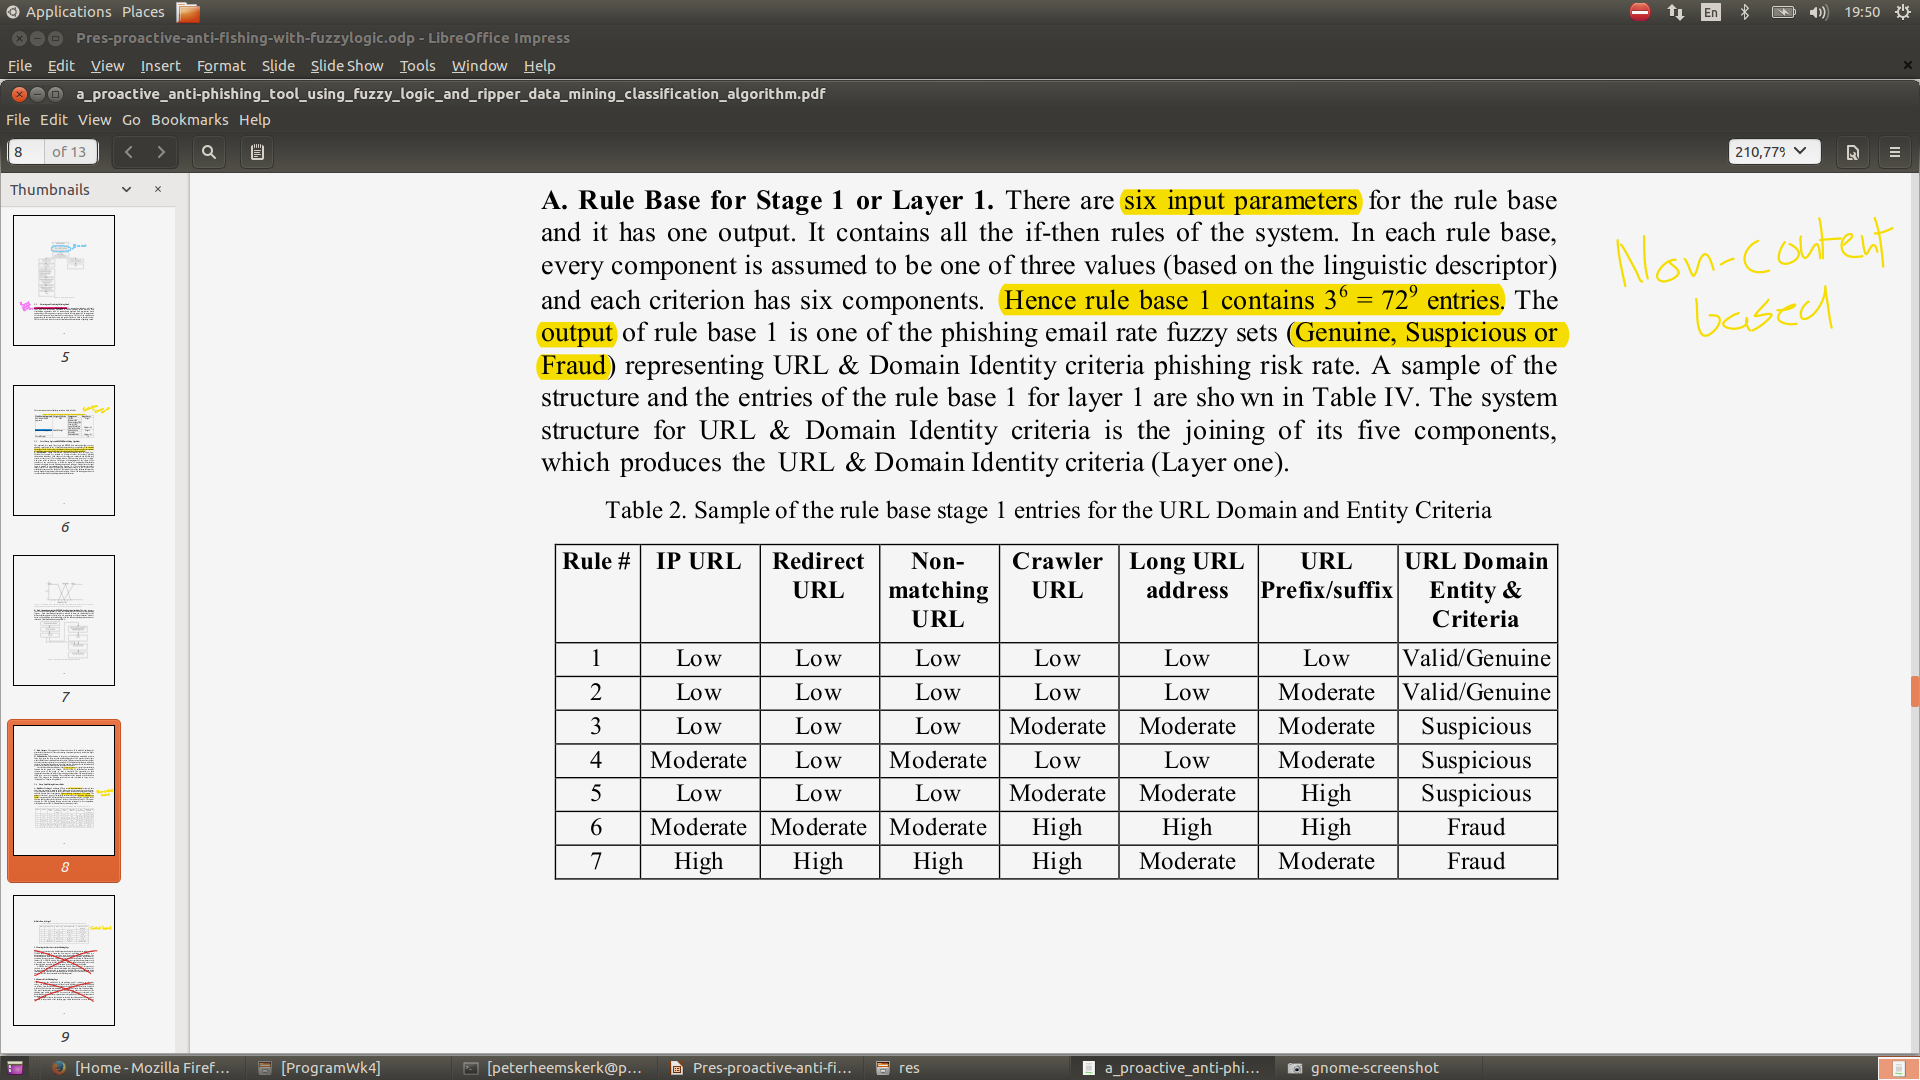 Applications Places En 19:50
Pres-proactive-anti-fishing-with-fuzzylogic.odp - LibreOffice Impress
File Edit View Insert Format Slide Slide Show Tools Window Help
a_proactive_anti-phishing_tool_using_fuzzy_logic_and_ripper_data_mining_classification_algorithm.pdf
File Edit View Go Bookmarks Help
8 of 13 210,77%
Thumbnails
5
6
7
8
9
A. Rule Base for Stage 1 or Layer 1. There are six input parameters for the rule base
and it has one output. It contains all the if-then rules of the system. In each rule base,
every component is assumed to be one of three values (based on the linguistic descriptor)
and each criterion has six components. Hence rule base 1 contains 3⁶ = 72⁹ entries. The
output of rule base 1 is one of the phishing email rate fuzzy sets (Genuine, Suspicious or
Fraud) representing URL & Domain Identity criteria phishing risk rate. A sample of the
structure and the entries of the rule base 1 for layer 1 are sho wn in Table IV. The system
structure for URL & Domain Identity criteria is the joining of its five components,
which produces the URL & Domain Identity criteria (Layer one).
Non-content
based
Table 2. Sample of the rule base stage 1 entries for the URL Domain and Entity Criteria
Rule # IP URL Redirect URL Non-matching URL Crawler URL Long URL address URL Prefix/suffix URL Domain Entity & Criteria
1 Low Low Low Low Low Low Valid/Genuine
2 Low Low Low Low Low Moderate Valid/Genuine
3 Low Low Low Moderate Moderate Moderate Suspicious
4 Moderate Low Moderate Low Low Moderate Suspicious
5 Low Low Low Moderate Moderate High Suspicious
6 Moderate Moderate Moderate High High High Fraud
7 High High High High Moderate Moderate Fraud
[Home - Mozilla Firef... [ProgramWk4] [peterheemskerk@p... Pres-proactive-anti-fi... res a_proactive_anti-phi... gnome-screenshot